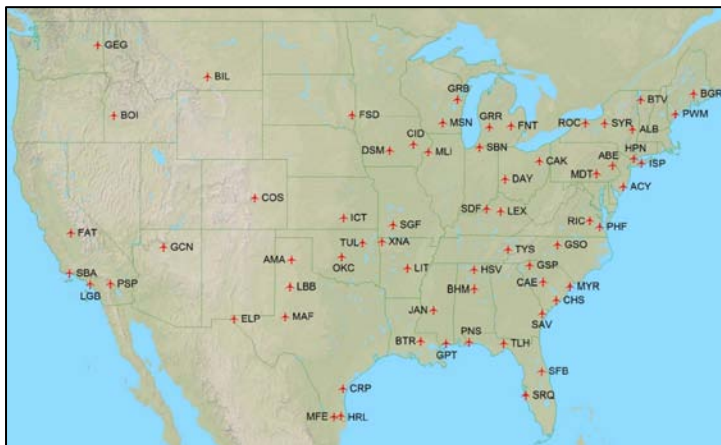 GEG
BIL
BOI
GRB
BGR
BTV
FSD
MSN
GRR
FNT
ROC
SYR
PWM
CID
ALB
DSM
MLI
SBN
HPN
CAK
ABE
ISP
MDT
DAY
ACY
COS
SDF
LEX
ICT
SGF
RIC
PHF
FAT
GCN
TUL
XNA
TYS
GSO
AMA
OKC
LIT
HSV
GSP
SBA
PSP
LGB
LBB
BHM
CAE
MYR
CHS
ELP
MAF
JAN
SAV
BTR
GPT
PNS
TLH
SFB
CRP
SRQ
MFE
HRL